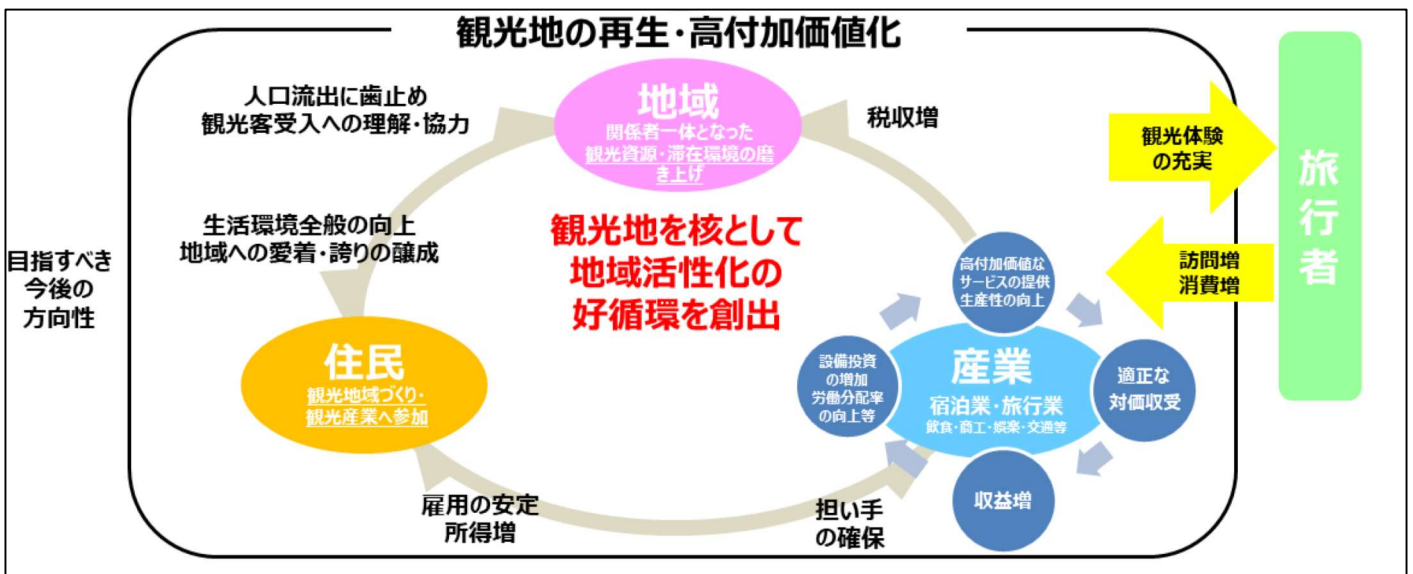 観光地の再生・高付加価値化
人口流出に歯止め
観光客受入への理解・協力
地域
関係者一体となった
観光資源・滞在環境の磨
き上げ
税収増
観光体験
の充実
旅行者
生活環境全般の向上
地域への愛着・誇りの醸成
観光地を核として
地域活性化の
好循環を創出
訪問増
消費増
目指すべき
今後の
方向性
住民
観光地域づくり・
観光産業へ参加
高付加価値な
サービスの提供
生産性の向上
設備投資
の増加
労働分配率
の向上等
産業
宿泊業・旅行業
飲食・商工・娯楽・交通等
適正な
対価収受
収益増
雇用の安定
所得増
担い手
の確保